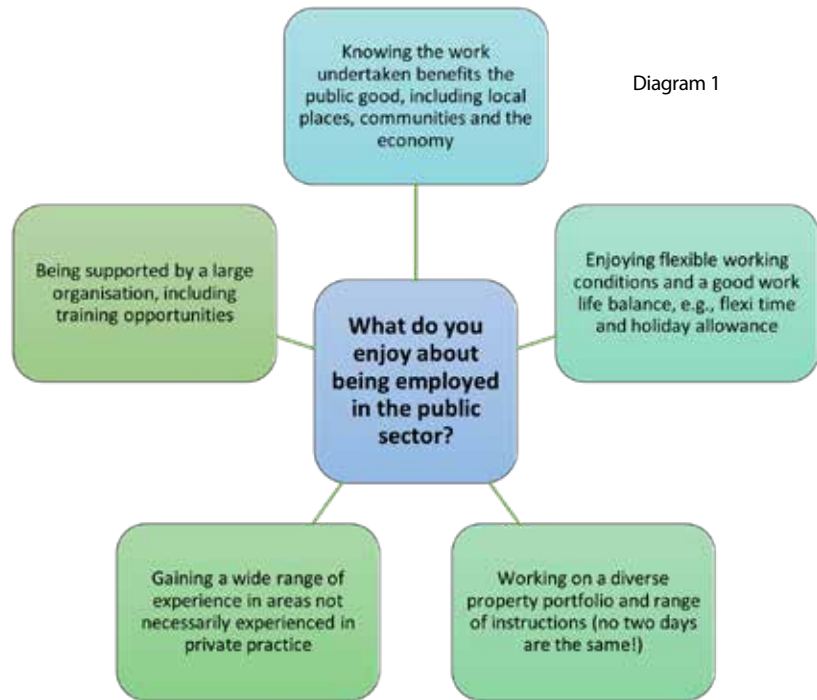 Knowing the work
undertaken benefits the
public good, including local
places, communities and the
economy
Diagram 1
Enjoying flexible working
conditions and a good work
life balance, e.g., flexi time
and holiday allowance
Working on a diverse
property portfolio and range
of instructions (no two days
are the same!)
Gaining a wide range of
experience in areas not
necessarily experienced in
private practice
Being supported by a large
organisation, including
training opportunities
What do you
enjoy about
being employed
in the public
sector?